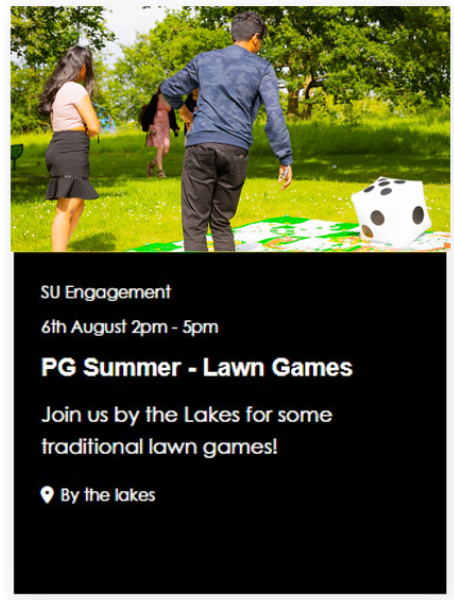 SU Engagement
6th August 2pm - 5pm
PG Summer - Lawn Games
Join us by the Lakes for some
traditional lawn games!
By the lakes